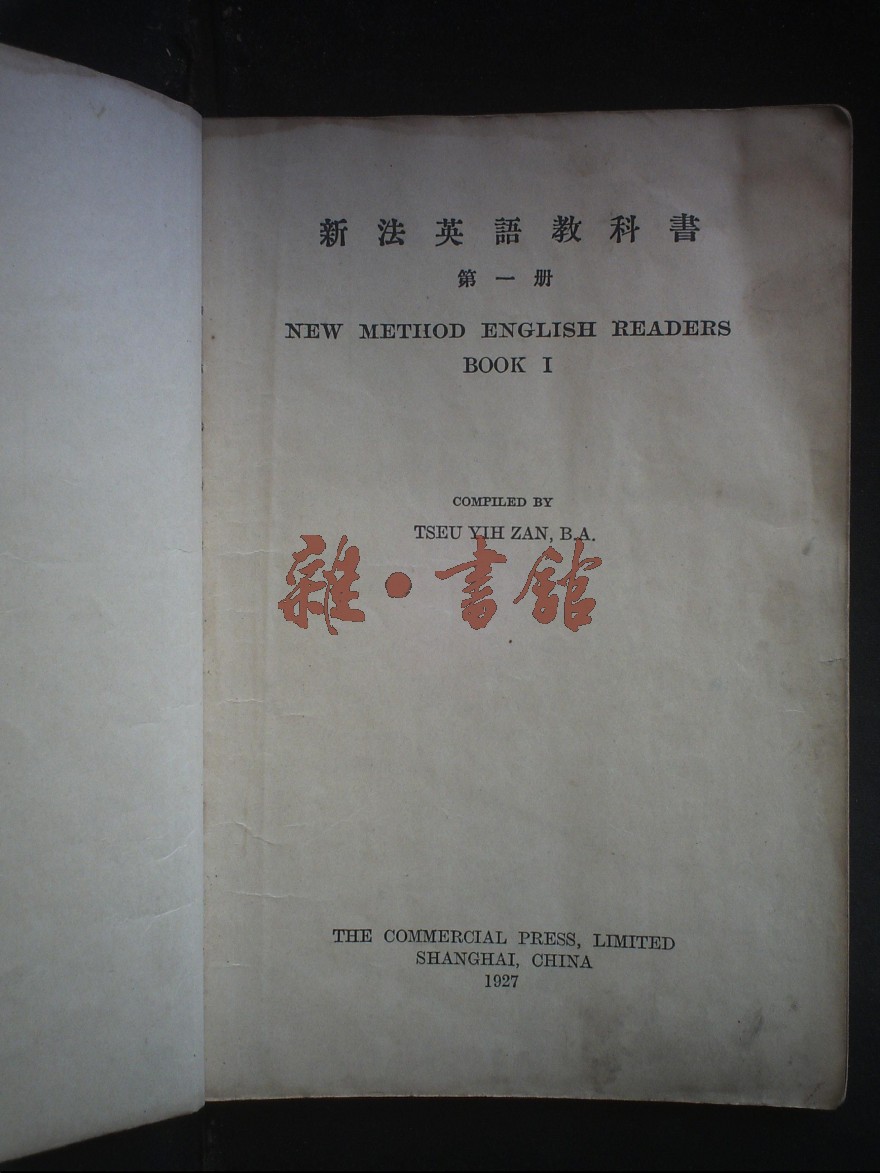 新法英語教科書
第一册
NEW METHOD ENGLISH READERS
BOOK I
COMPILED BY
TSEU YIH ZAN, B.A.
雜·書館
THE COMMERCIAL PRESS, LIMITED
SHANGHAI, CHINA
1927